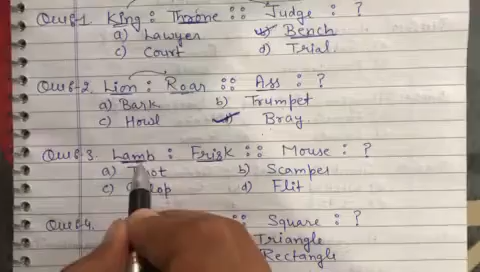 Ques-1. King : Throne :: Judge : ?
a) Lawyer b) Bench
c) Court d) Trial
Ques-2. Lion : Roar :: Ass : ?
a) Bark b) Trumpet
c) Howl d) Bray
Ques-3. Lamb : Frisk :: Mouse : ?
a) b) Scamper
c) d) Flit
Ques-4. :: Square : ?
Triangle
Rectangle